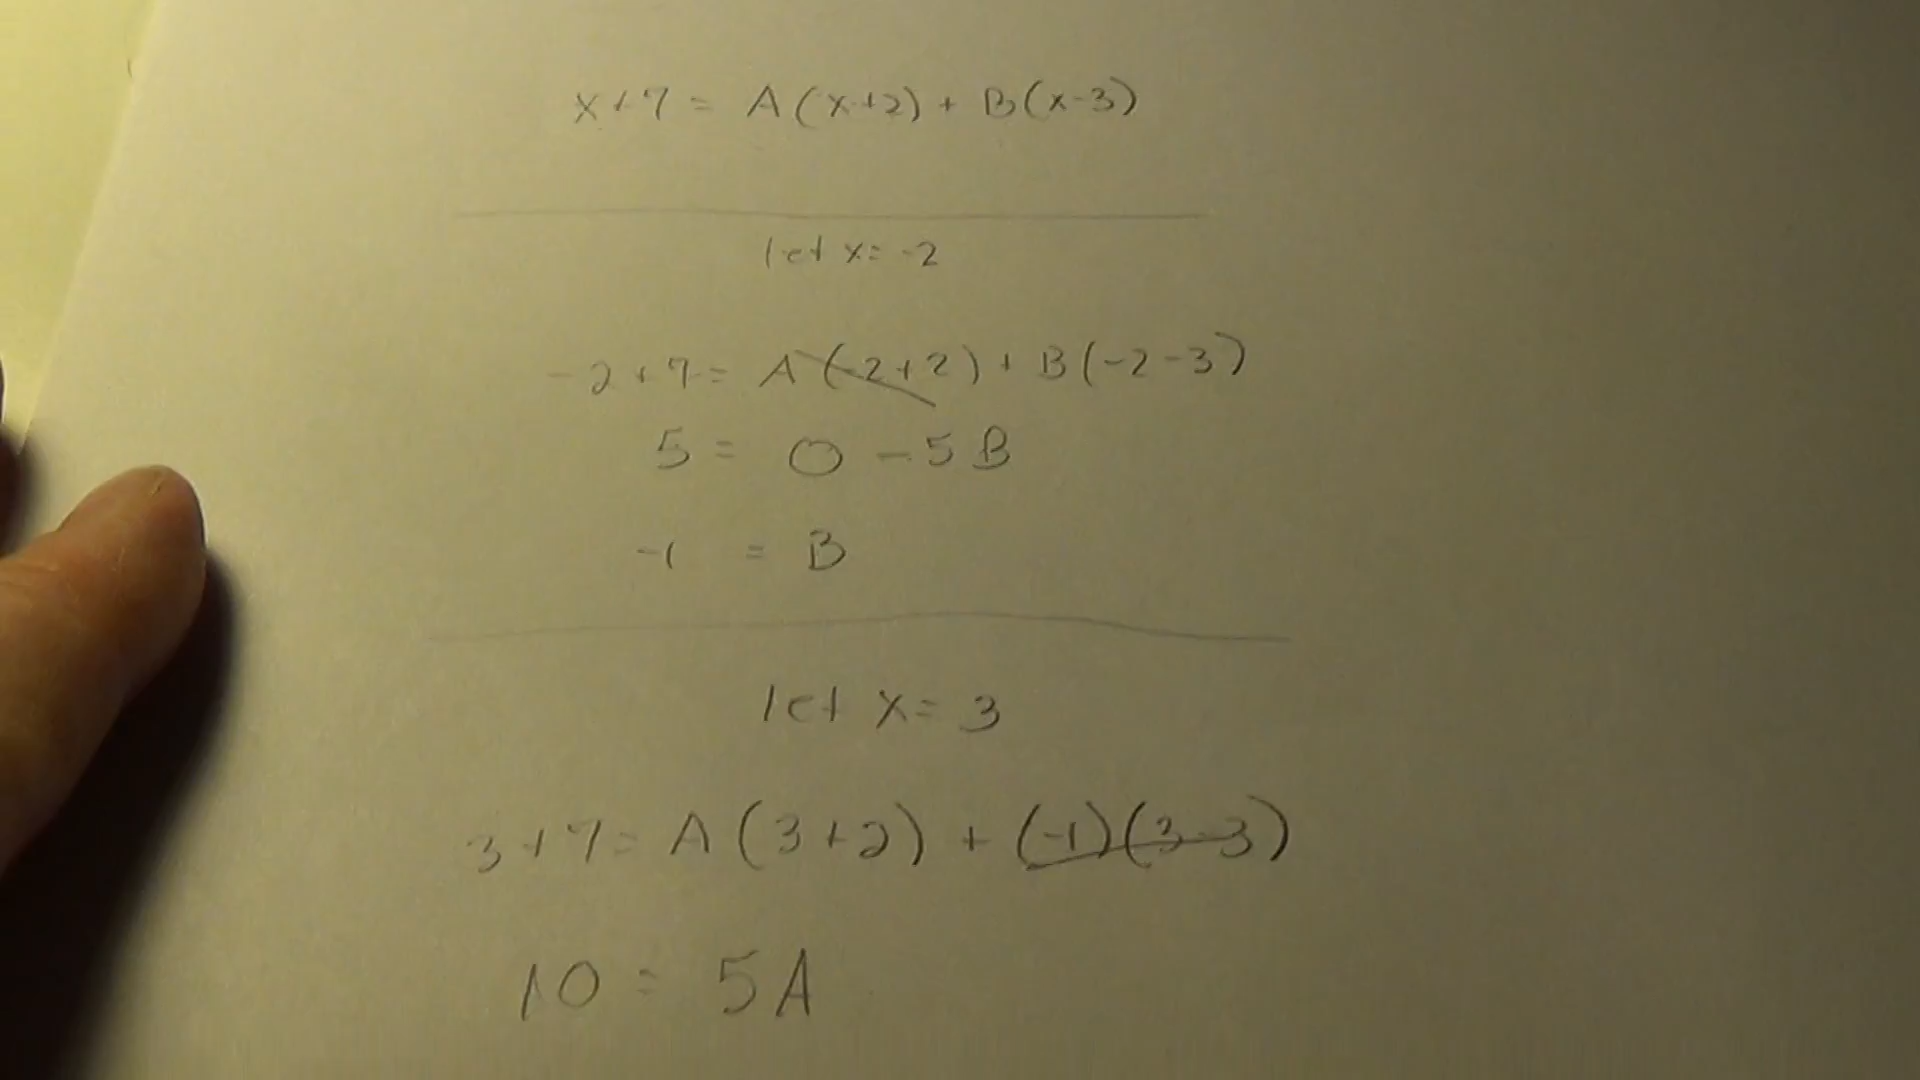 x+7 = A(x+2) + B(x-3)
let x= -2
-2+7= A(-2+2) + B(-2-3)
5 = 0 -5B
-1 = B
let x= 3
3+7= A(3+2) + (-1)(3-3)
10 = 5A